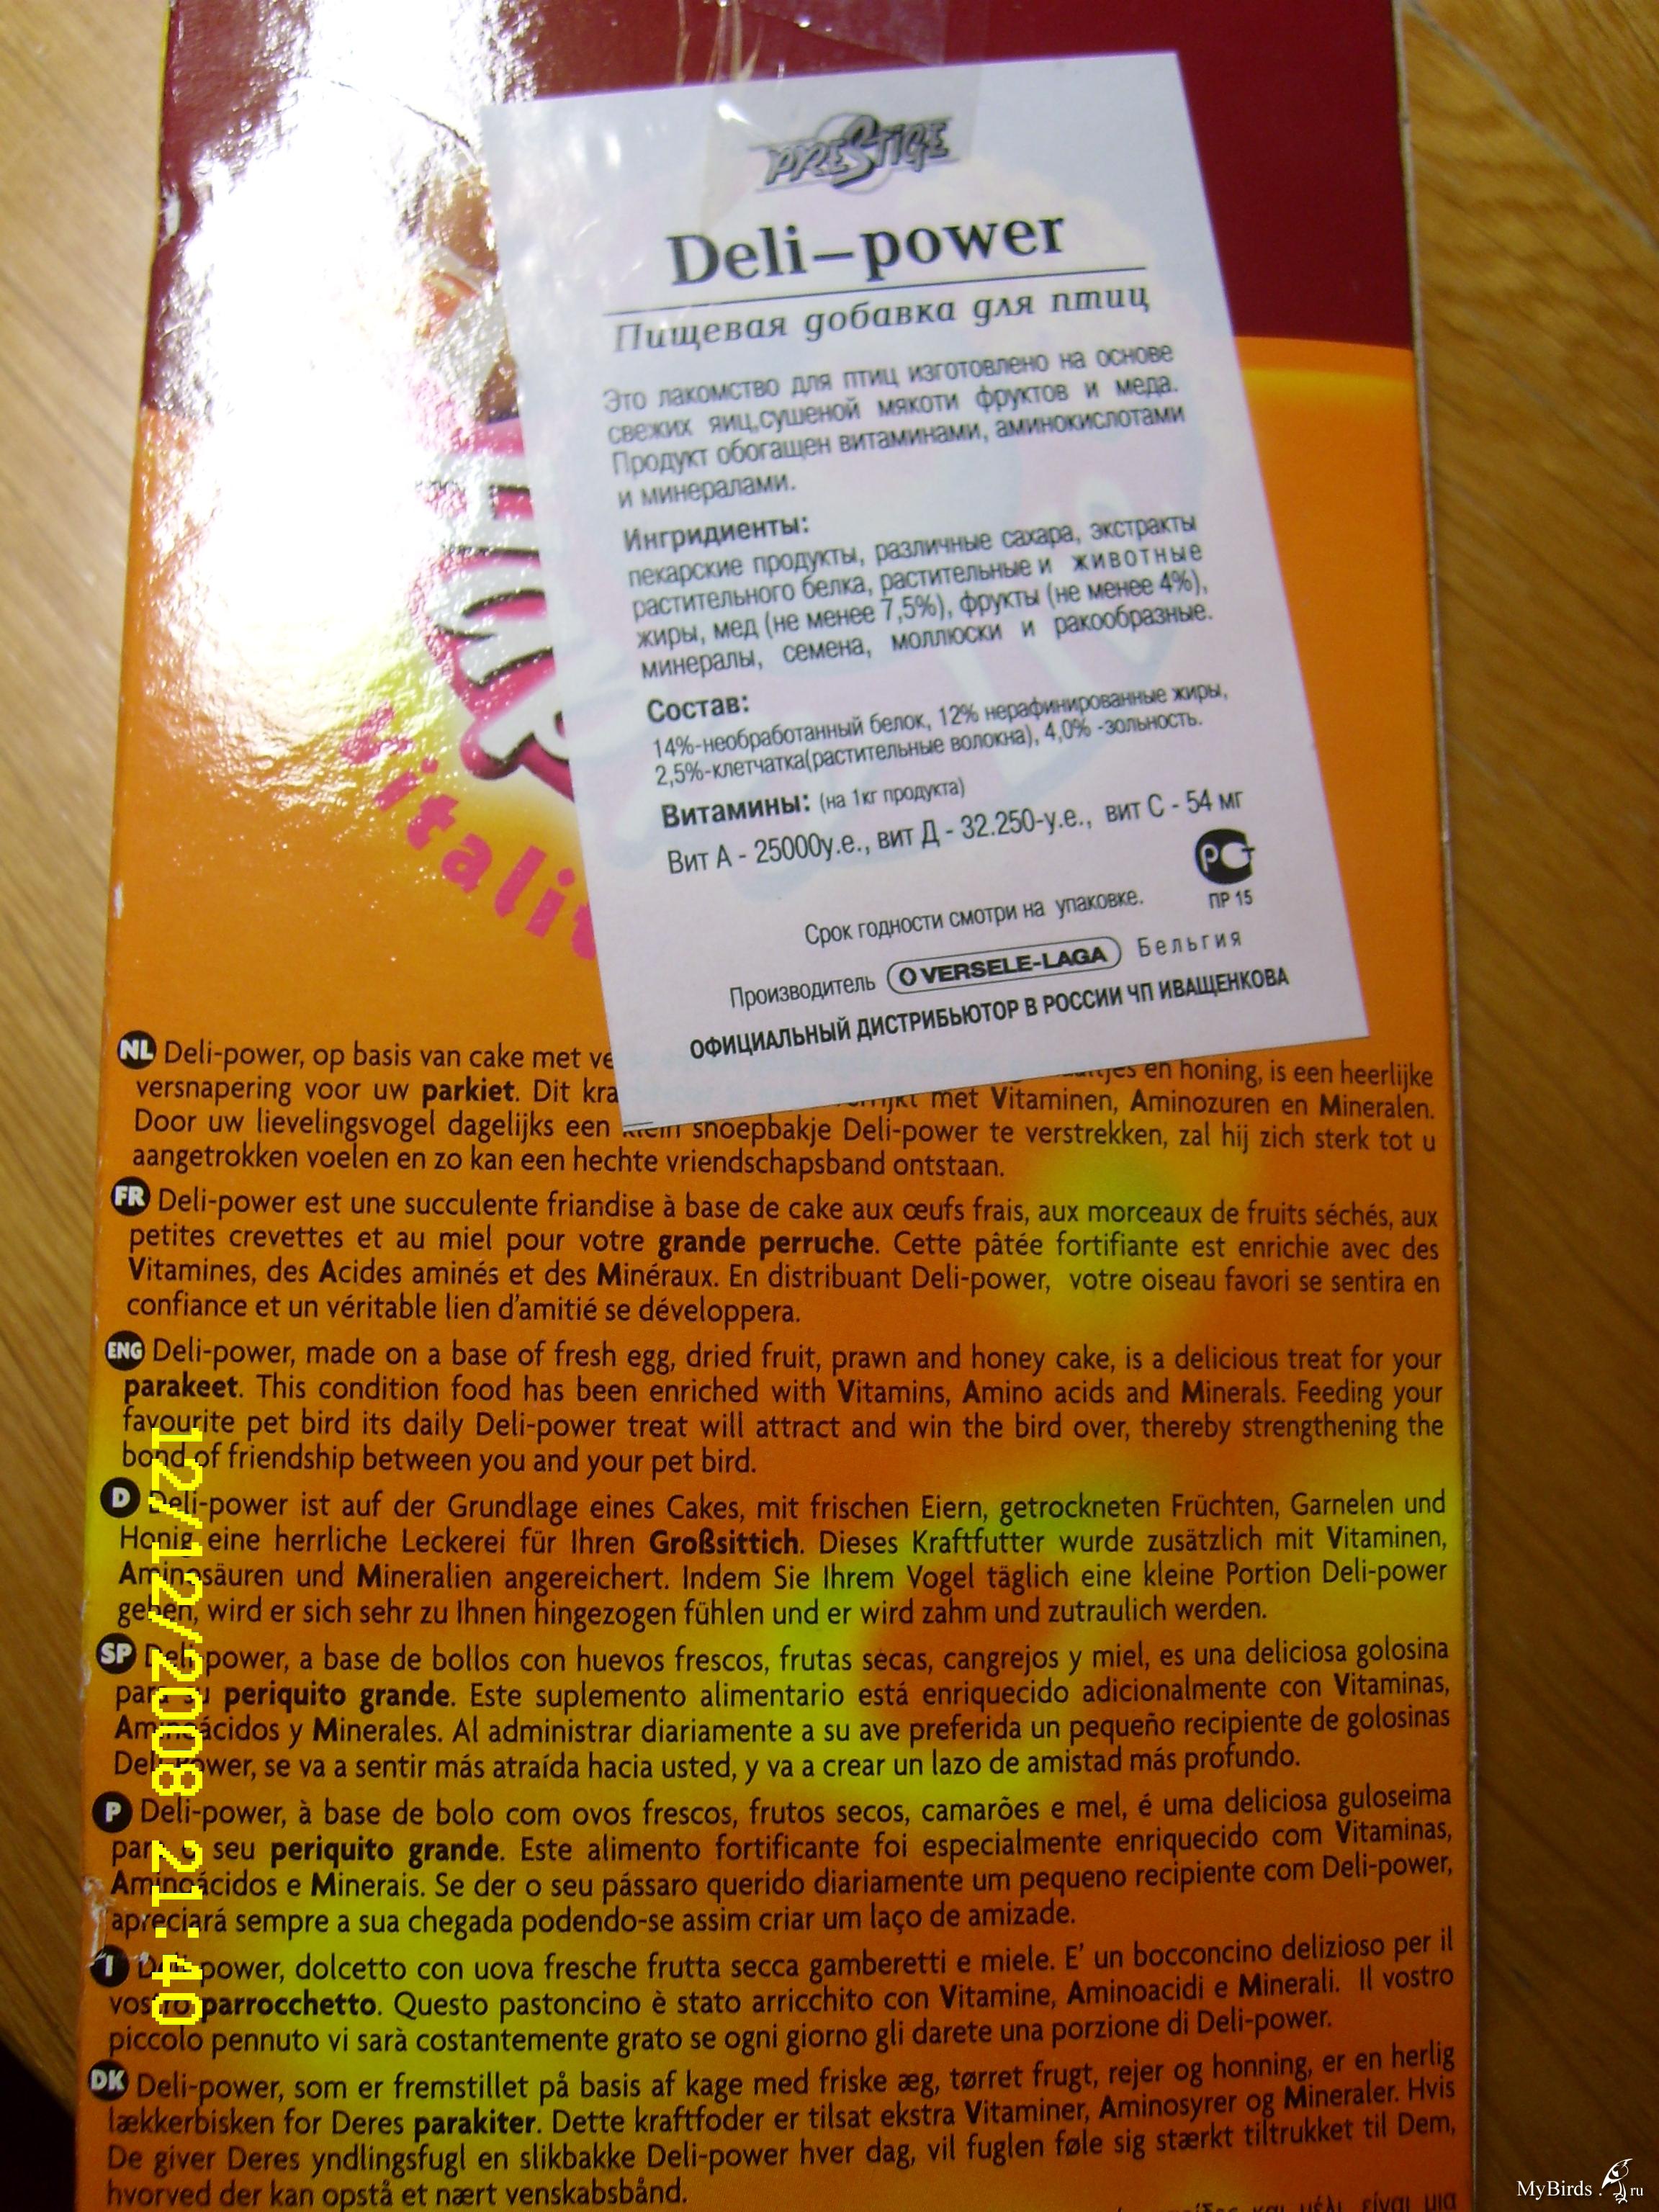 PRESTIGE
Deli-power
Пищевая добавка для птиц
Это лакомство для птиц изготовлено на основе
свежих яиц,сушеной мякоти фруктов и меда.
Продукт обогащен витаминами, аминокислотами
и минералами.
Ингридиенты:
пекарские продукты, различные сахара, экстракты
растительного белка, растительные и животные
жиры, мед (не менее 7,5%), фрукты (не менее 4%),
минералы, семена, моллюски и ракообразные.
Состав:
14%-необработанный белок, 12% нерафинированные жиры,
2,5%-клетчатка(растительные волокна), 4,0% -зольность.
Витамины: (на 1кг продукта)
Вит А - 25000у.е., вит Д - 32.250-у.е., вит С - 54 мг
РСТ
ПР 15
Срок годности смотри на упаковке.
Производитель VERSELE-LAGA Бельгия
ОФИЦИАЛЬНЫЙ ДИСТРИБЬЮТОР В РОССИИ ЧП ИВАЩЕНКОВА
Vitali
NL Deli-power, op basis van cake met ve en honing, is een heerlijke
versnapering voor uw parkiet. Dit kra met Vitaminen, Aminozuren en Mineralen.
Door uw lievelingsvogel dagelijks een klein snoepbakje Deli-power te verstrekken, zal hij zich sterk tot u
aangetrokken voelen en zo kan een hechte vriendschapsband ontstaan.
FR Deli-power est une succulente friandise à base de cake aux œufs frais, aux morceaux de fruits séchés, aux
petites crevettes et au miel pour votre grande perruche. Cette pâtée fortifiante est enrichie avec des
Vitamines, des Acides aminés et des Minéraux. En distribuant Deli-power, votre oiseau favori se sentira en
confiance et un véritable lien d'amitié se développera.
ENG Deli-power, made on a base of fresh egg, dried fruit, prawn and honey cake, is a delicious treat for your
parakeet. This condition food has been enriched with Vitamins, Amino acids and Minerals. Feeding your
favourite pet bird its daily Deli-power treat will attract and win the bird over, thereby strengthening the
bond of friendship between you and your pet bird.
D Deli-power ist auf der Grundlage eines Cakes, mit frischen Eiern, getrockneten Früchten, Garnelen und
Honig eine herrliche Leckerei für Ihren Großsittich. Dieses Kraftfutter wurde zusätzlich mit Vitaminen,
Aminosäuren und Mineralien angereichert. Indem Sie Ihrem Vogel täglich eine kleine Portion Deli-power
geben, wird er sich sehr zu Ihnen hingezogen fühlen und er wird zahm und zutraulich werden.
SP Deli-power, a base de bollos con huevos frescos, frutas secas, cangrejos y miel, es una deliciosa golosina
para su periquito grande. Este suplemento alimentario está enriquecido adicionalmente con Vitaminas,
Aminoácidos y Minerales. Al administrar diariamente a su ave preferida un pequeño recipiente de golosinas
Deli-power, se va a sentir más atraída hacia usted, y va a crear un lazo de amistad más profundo.
P Deli-power, à base de bolo com ovos frescos, frutos secos, camarões e mel, é uma deliciosa guloseima
para o seu periquito grande. Este alimento fortificante foi especialmente enriquecido com Vitaminas,
Aminoácidos e Minerais. Se der o seu pássaro querido diariamente um pequeno recipiente com Deli-power,
apreciará sempre a sua chegada podendo-se assim criar um laço de amizade.
I Deli-power, dolcetto con uova fresche frutta secca gamberetti e miele. E' un bocconcino delizioso per il
vostro parrocchetto. Questo pastoncino è stato arricchito con Vitamine, Aminoacidi e Minerali. Il vostro
piccolo pennuto vi sarà costantemente grato se ogni giorno gli darete una porzione di Deli-power.
DK Deli-power, som er fremstillet på basis af kage med friske æg, tørret frugt, rejer og honning, er en herlig
lækkerbisken for Deres parakiter. Dette kraftfoder er tilsat ekstra Vitaminer, Aminosyrer og Mineraler. Hvis
De giver Deres yndlingsfugl en slikbakke Deli-power hver dag, vil fuglen føle sig stærkt tiltrukket til Dem,
hvorved der kan opstå et nært venskabsbånd.
και μέλι, είναι μια
12/12/2008 21:40
MyBirds.ru